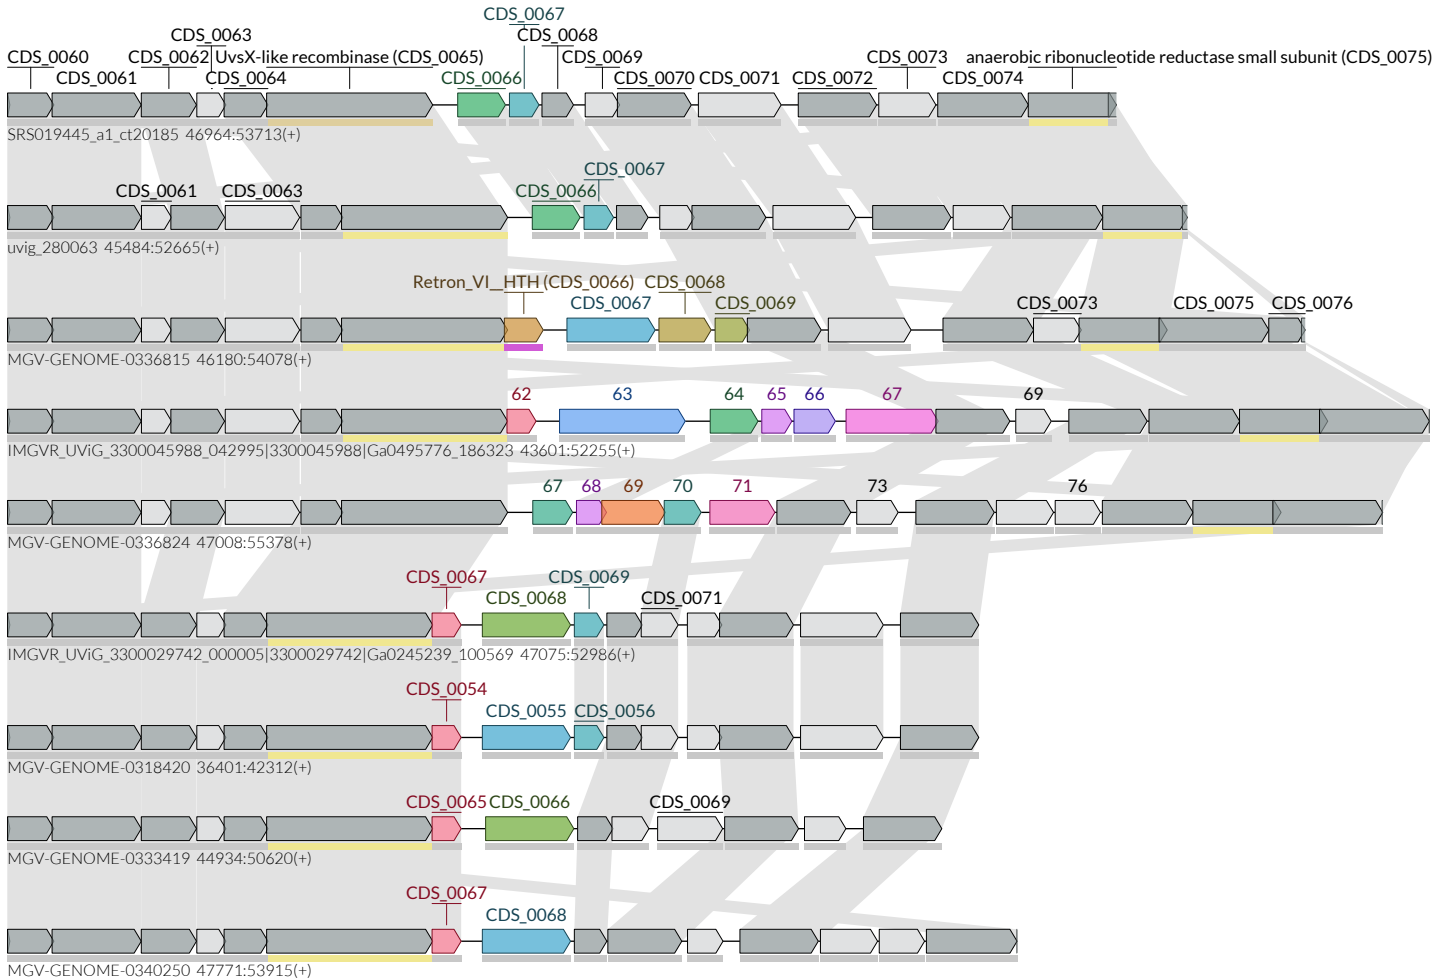 CDS_0067
CDS_0063 CDS_0068
CDS_0060 CDS_0062 UvsX-like recombinase (CDS_0065) CDS_0069 CDS_0073 anaerobic ribonucleotide reductase small subunit (CDS_0075)
CDS_0061 CDS_0064 CDS_0066 CDS_0070 CDS_0071 CDS_0072 CDS_0074
SRS019445_a1_ct20185 46964:53713(+)
CDS_0067
CDS_0061 CDS_0063 CDS_0066
uvig_280063 45484:52665(+)
Retron_VI__HTH (CDS_0066) CDS_0068
CDS_0067 CDS_0069 CDS_0073 CDS_0075 CDS_0076
MGV-GENOME-0336815 46180:54078(+)
62 63 64 65 66 67 69
IMGVR_UViG_3300045988_042995|3300045988|Ga0495776_186323 43601:52255(+)
67 68 69 70 71 73 76
MGV-GENOME-0336824 47008:55378(+)
CDS_0067 CDS_0069
CDS_0068 CDS_0071
IMGVR_UViG_3300029742_000005|3300029742|Ga0245239_100569 47075:52986(+)
CDS_0054
CDS_0055 CDS_0056
MGV-GENOME-0318420 36401:42312(+)
CDS_0065 CDS_0066 CDS_0069
MGV-GENOME-0333419 44934:50620(+)
CDS_0067
CDS_0068
MGV-GENOME-0340250 47771:53915(+)